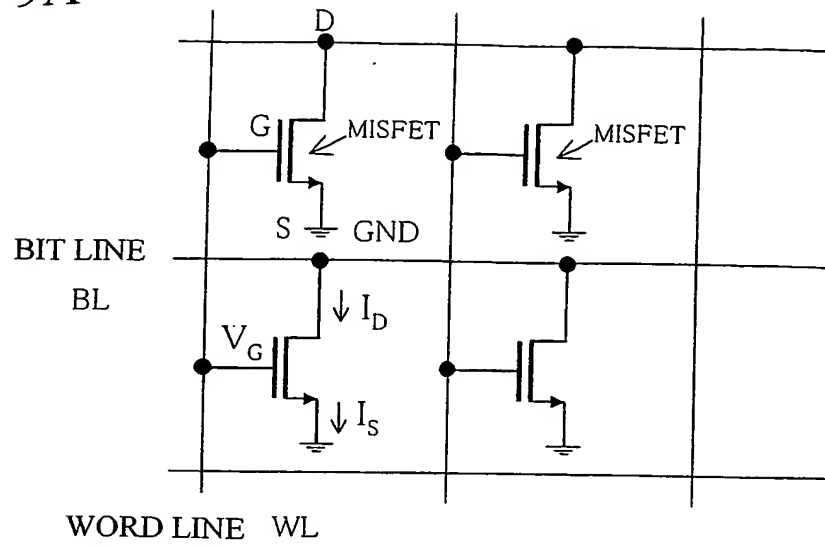 D
G MISFET MISFET
S GND
BIT LINE
BL
I_D
V_G
I_S
WORD LINE WL